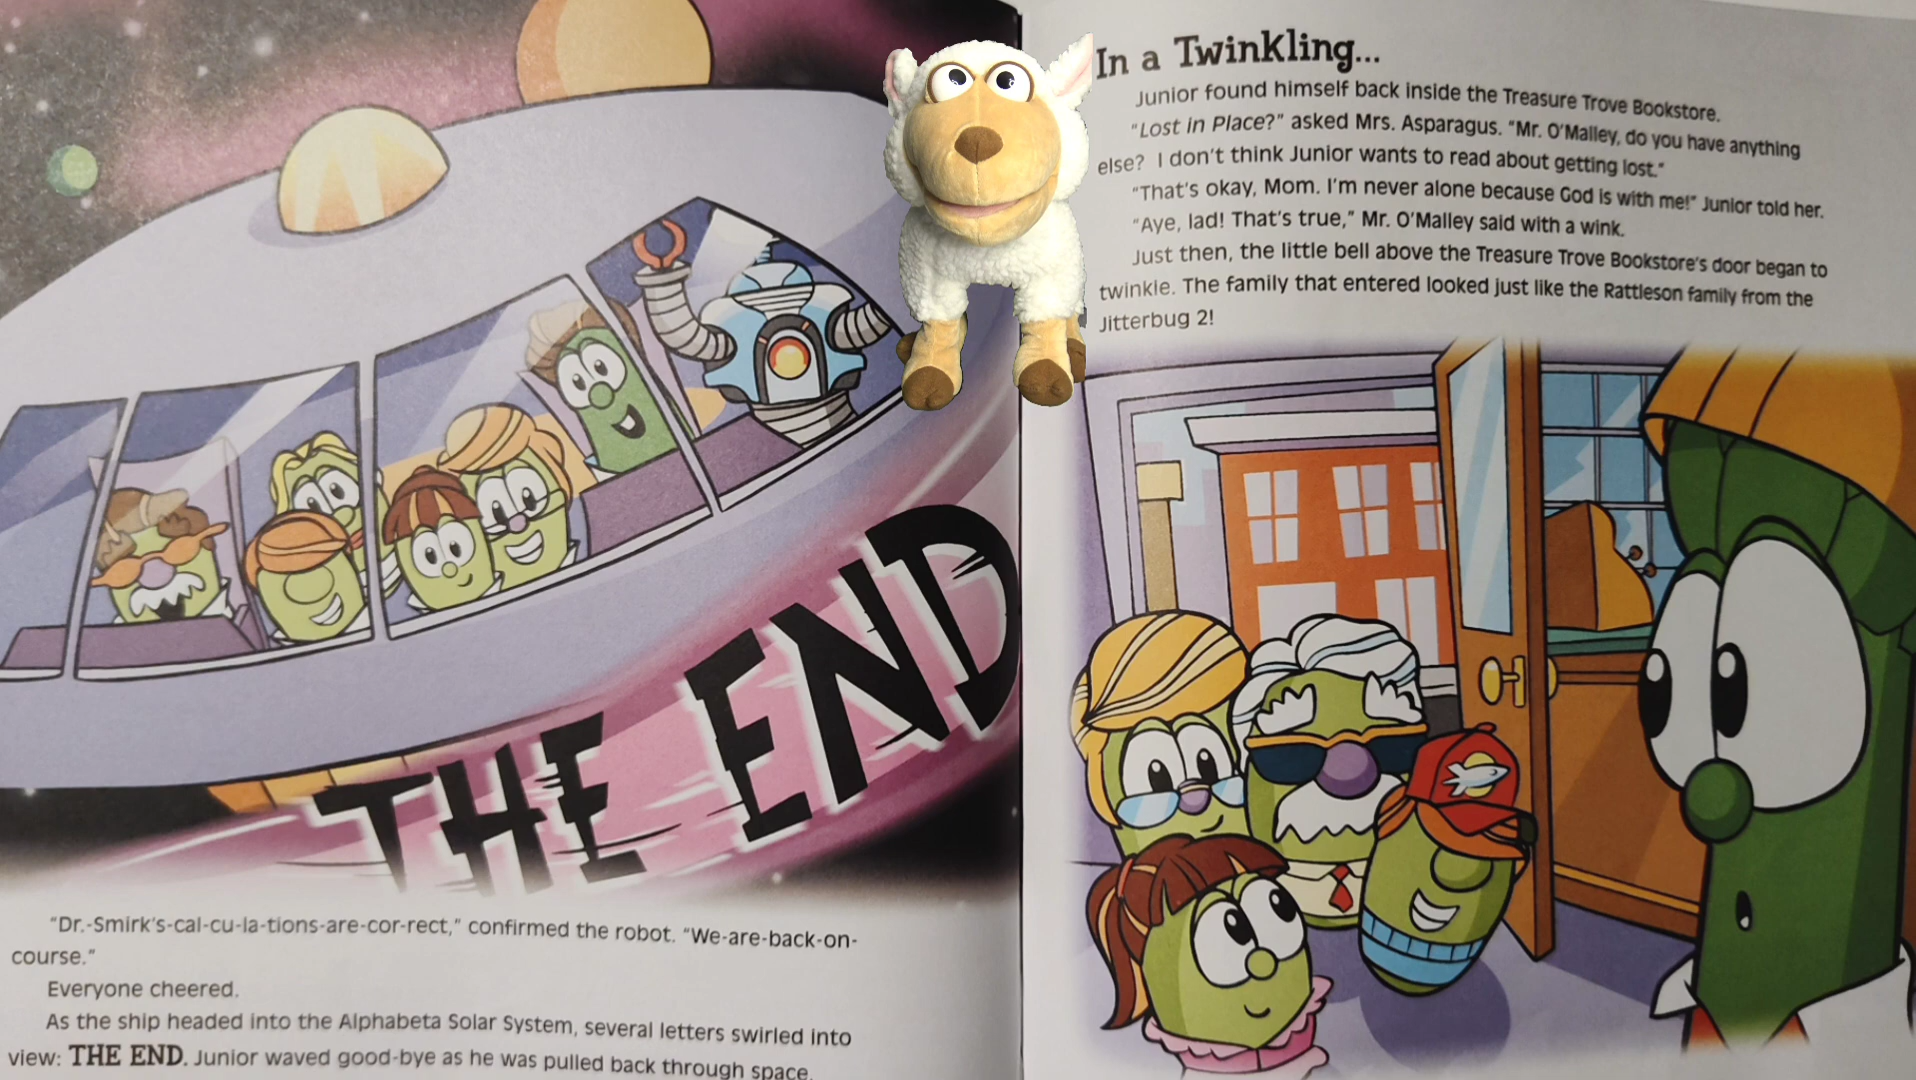 THE END
"Dr.-Smirk's-cal-cu-la-tions-are-cor-rect," confirmed the robot. "We-are-back-on-
course."
Everyone cheered.
As the ship headed into the Alphabeta Solar System, several letters swirled into
view: THE END. Junior waved good-bye as he was pulled back through space.
In a Twinkling...
Junior found himself back inside the Treasure Trove Bookstore.
"Lost in Place?" asked Mrs. Asparagus. "Mr. O'Malley, do you have anything
else? I don't think Junior wants to read about getting lost."
"That's okay, Mom. I'm never alone because God is with me!" Junior told her.
"Aye, lad! That's true," Mr. O'Malley said with a wink.
Just then, the little bell above the Treasure Trove Bookstore's door began to
twinkle. The family that entered looked just like the Rattleson family from the
Jitterbug 2!